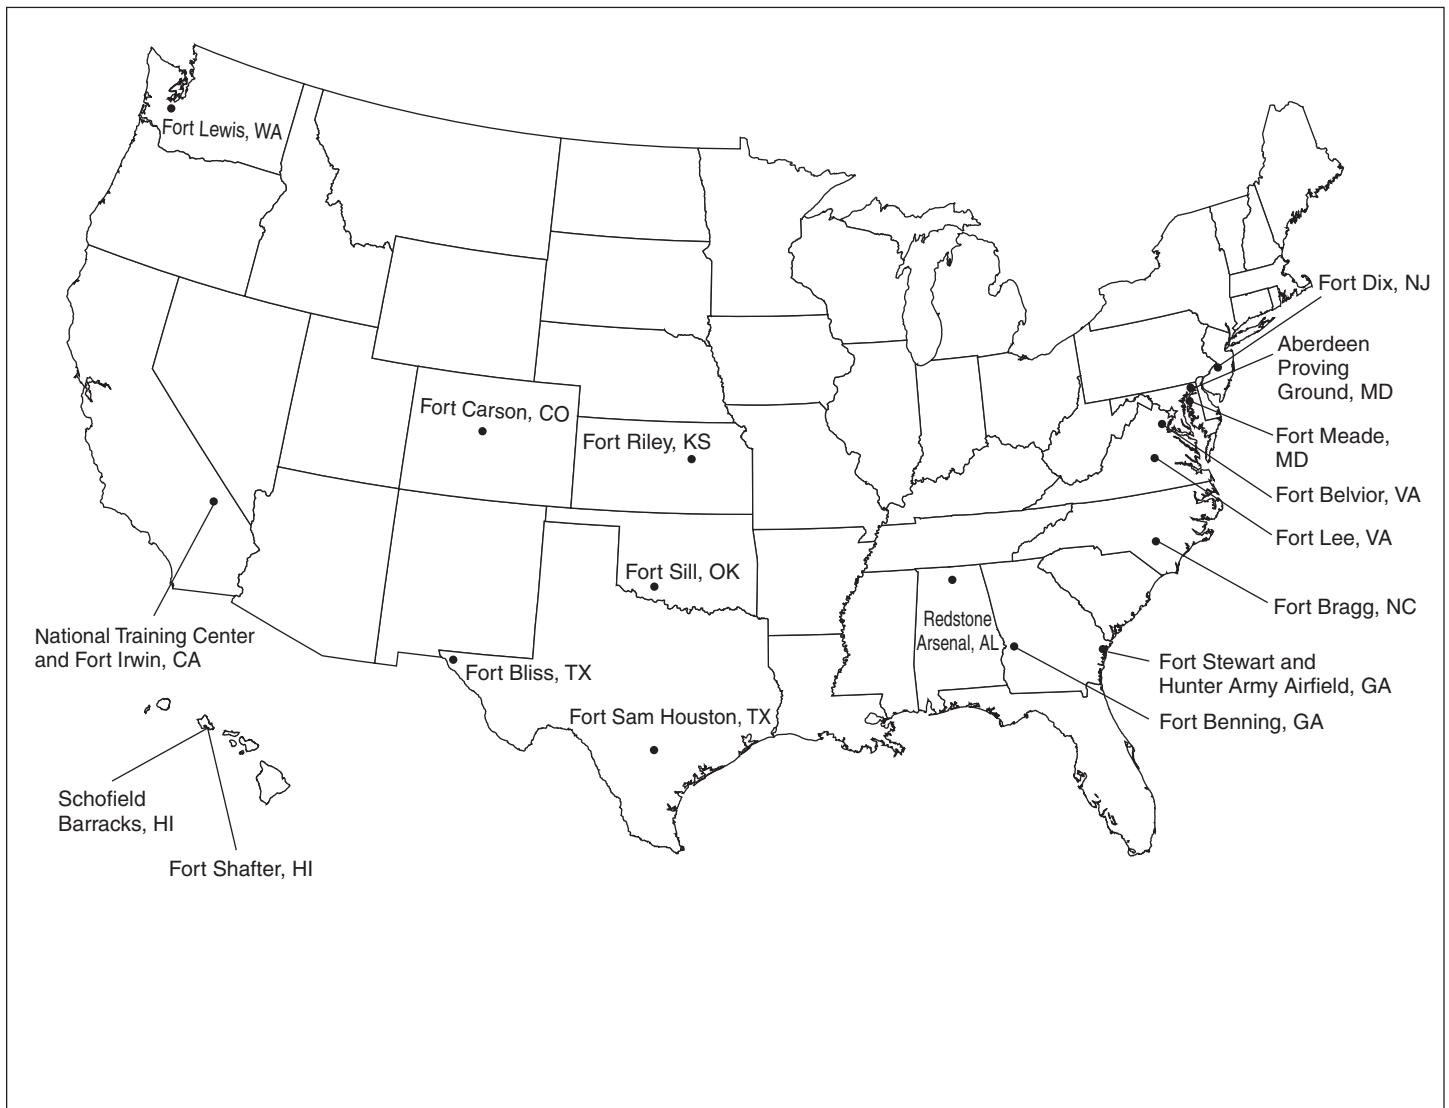 Fort Lewis, WA
Fort Dix, NJ
Aberdeen
Proving
Ground, MD
Fort Carson, CO
Fort Riley, KS
Fort Meade,
MD
Fort Belvior, VA
Fort Lee, VA
Fort Sill, OK
Fort Bragg, NC
Redstone
Arsenal, AL
National Training Center
and Fort Irwin, CA
Fort Bliss, TX
Fort Stewart and
Hunter Army Airfield, GA
Fort Sam Houston, TX
Fort Benning, GA
Schofield
Barracks, HI
Fort Shafter, HI